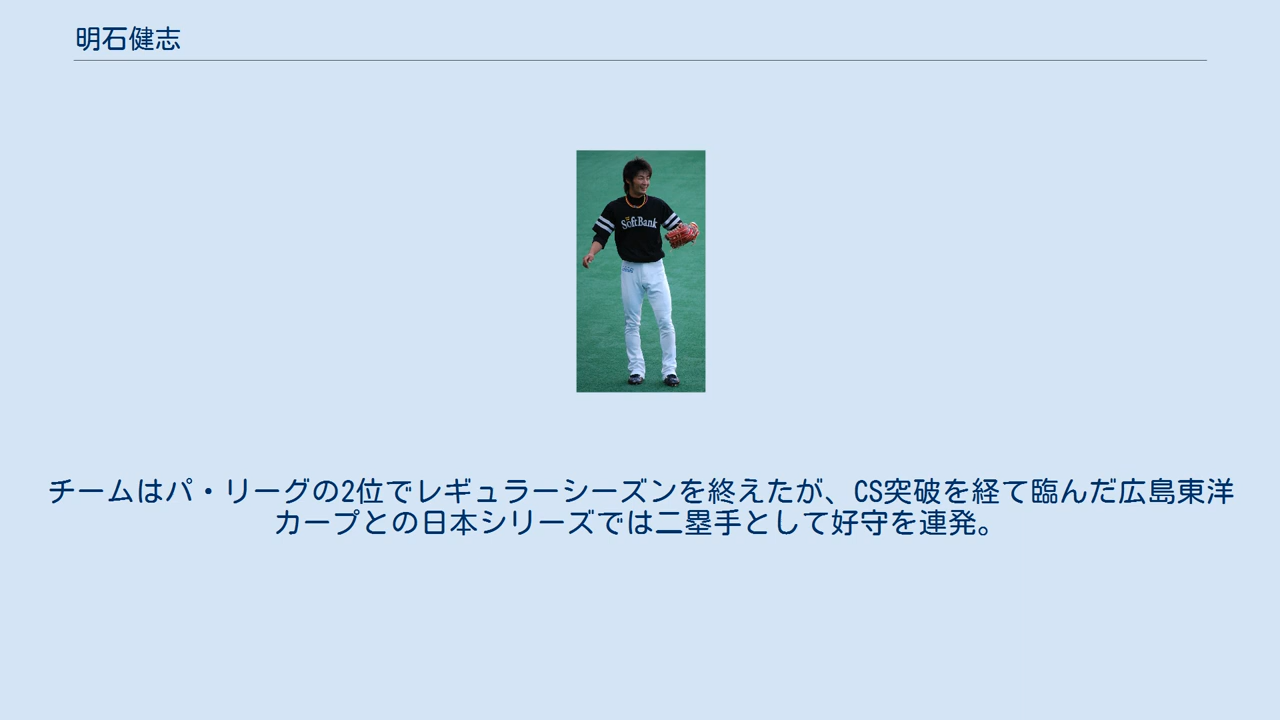 明石健志
SoftBank
チームはパ・リーグの2位でレギュラーシーズンを終えたが、CS突破を経て臨んだ広島東洋
カープとの日本シリーズでは二塁手として好守を連発。